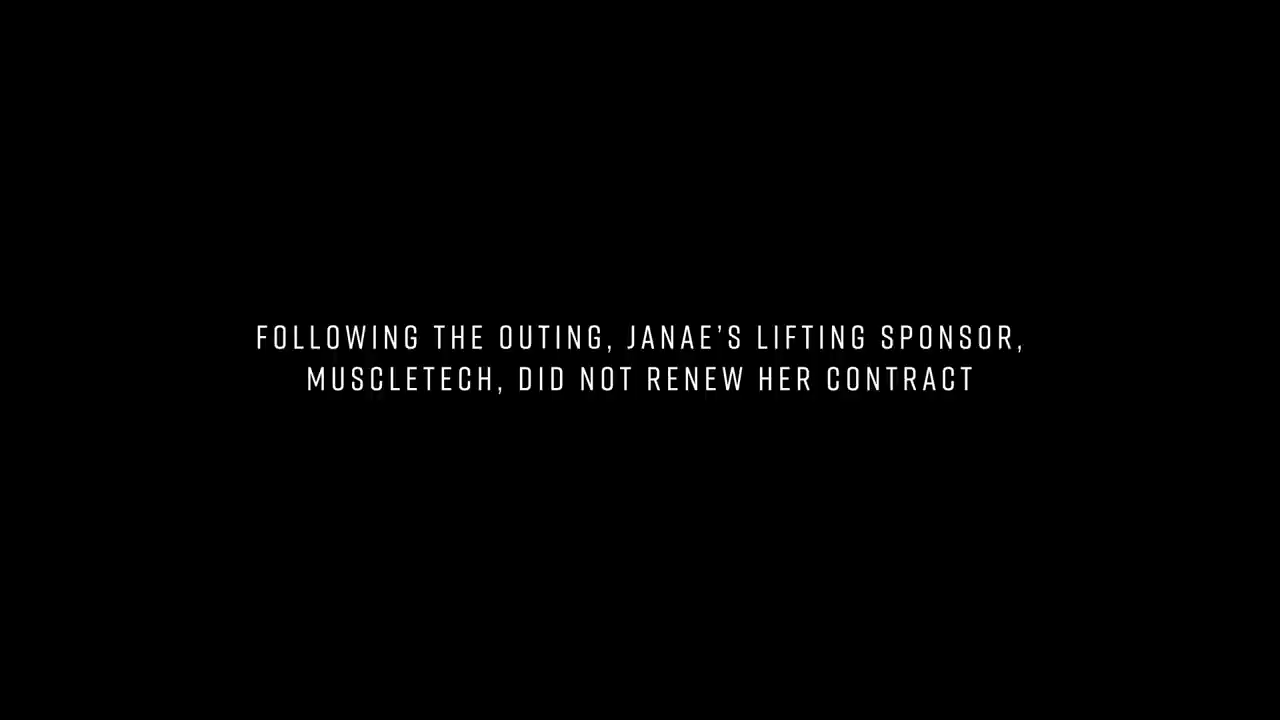 FOLLOWING THE OUTING, JANAE'S LIFTING SPONSOR,
MUSCLETECH, DID NOT RENEW HER CONTRACT